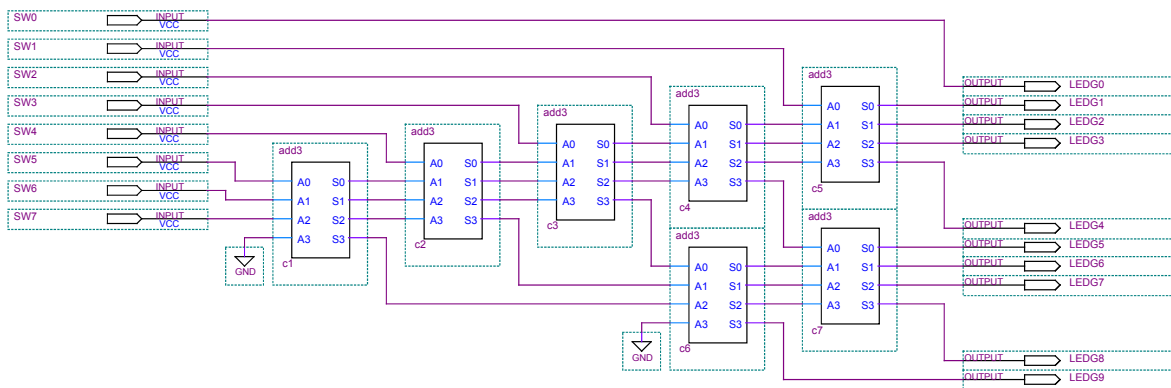 SW0 INPUT VCC
SW1 INPUT VCC
SW2 INPUT VCC
SW3 INPUT VCC
SW4 INPUT VCC
SW5 INPUT VCC
SW6 INPUT VCC
SW7 INPUT VCC
GND
add3
A0 S0
A1 S1
A2 S2
A3 S3
c1
add3
A0 S0
A1 S1
A2 S2
A3 S3
c2
add3
A0 S0
A1 S1
A2 S2
A3 S3
c3
add3
A0 S0
A1 S1
A2 S2
A3 S3
c4
add3
A0 S0
A1 S1
A2 S2
A3 S3
c5
GND
add3
A0 S0
A1 S1
A2 S2
A3 S3
c6
add3
A0 S0
A1 S1
A2 S2
A3 S3
c7
OUTPUT LEDG0
OUTPUT LEDG1
OUTPUT LEDG2
OUTPUT LEDG3
OUTPUT LEDG4
OUTPUT LEDG5
OUTPUT LEDG6
OUTPUT LEDG7
OUTPUT LEDG8
OUTPUT LEDG9